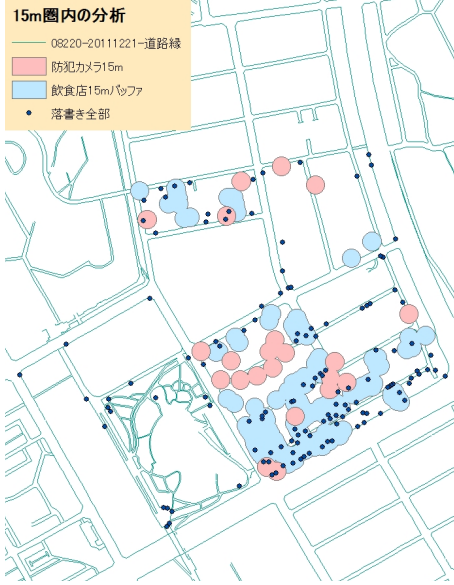 15m圏内の分析
08220-20111221-道路縁
防犯カメラ15m
飲食店15mバッファ
落書き全部